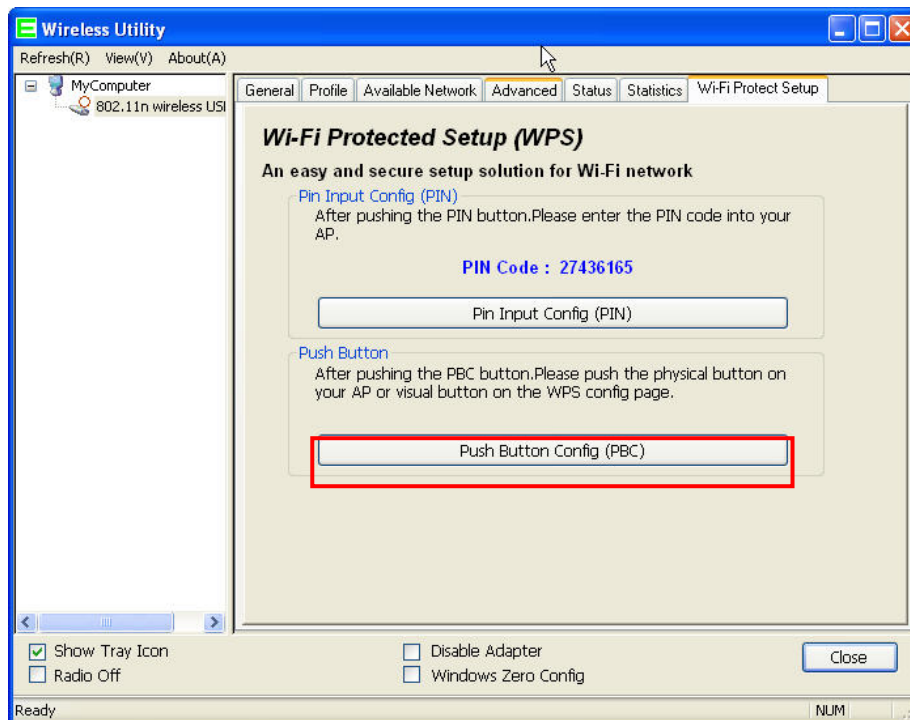 Wireless Utility
Refresh(R) View(V) About(A)
MyComputer
802.11n wireless USI
General Profile Available Network Advanced Status Statistics Wi-Fi Protect Setup
Wi-Fi Protected Setup (WPS)
An easy and secure setup solution for Wi-Fi network
Pin Input Config (PIN)
After pushing the PIN button.Please enter the PIN code into your
AP.
PIN Code : 27436165
Pin Input Config (PIN)
Push Button
After pushing the PBC button.Please push the physical button on
your AP or visual button on the WPS config page.
Push Button Config (PBC)
Show Tray Icon Disable Adapter
Radio Off Windows Zero Config
Close
Ready NUM